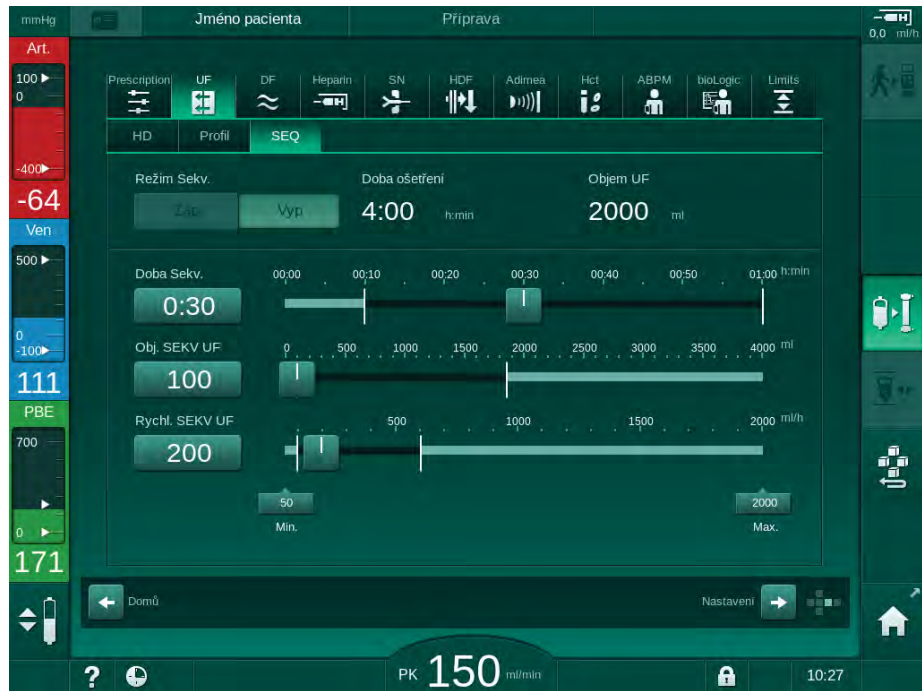 mmHg Jméno pacienta Příprava 0,0 ml/h
Art.
100
0
-400
-64
Ven
500
0
-100
111
PBE
700
0
171
Prescription UF DF Heparin SN HDF Adimea Hct ABPM bioLogic Limits
HD Profil SEQ
Režim Sekv. Doba ošetření Objem UF
Zap. Vyp 4:00 h:min 2000 ml
Doba Sekv. 00:00 00:10 00:20 00:30 00:40 00:50 01:00 h:min
0:30
Obj. SEKV UF 0 500 1000 1500 2000 2500 3000 3500 4000 ml
100
Rychl. SEKV UF 500 1000 1500 2000 ml/h
200
50 2000
Min. Max.
Domů Nastavení
? PK 150 ml/min 10:27